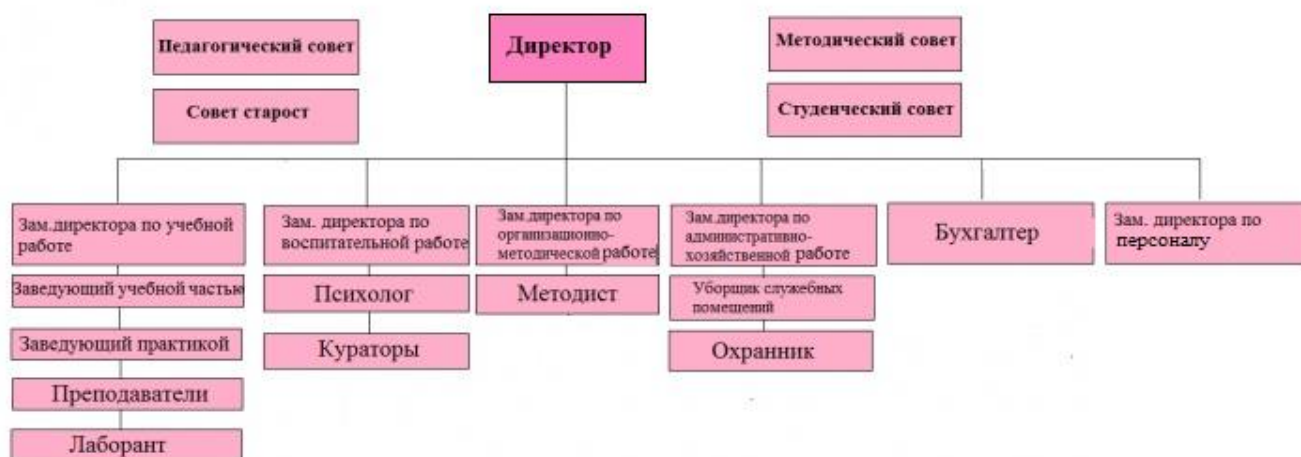 Педагогический совет
Директор
Методический совет
Совет старост
Студенческий совет
Зам.директора по учебной
работе
Зам. директора по
воспитательной работе
Зам.директора по
организационно-
методической работе
Зам.директора по
административно-
хозяйственной работе
Бухгалтер
Зам. директора по
персоналу
Заведующий учебной частью
Психолог
Методист
Уборщик служебных
помещений
Заведующий практикой
Кураторы
Охранник
Преподаватели
Лаборант